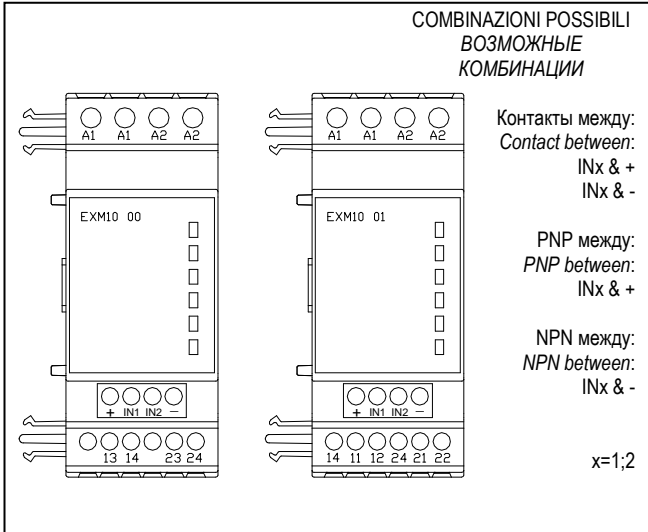 COMBINAZIONI POSSIBILI
ВОЗМОЖНЫЕ
КОМБИНАЦИИ
A1 A1 A2 A2
EXM10 00
+ IN1 IN2 –
13 14 23 24
A1 A1 A2 A2
EXM10 01
+ IN1 IN2 –
14 11 12 24 21 22
Контакты между:
Contact between:
INx & +
INx & -
PNP между:
PNP between:
INx & +
NPN между:
NPN between:
INx & -
x=1;2